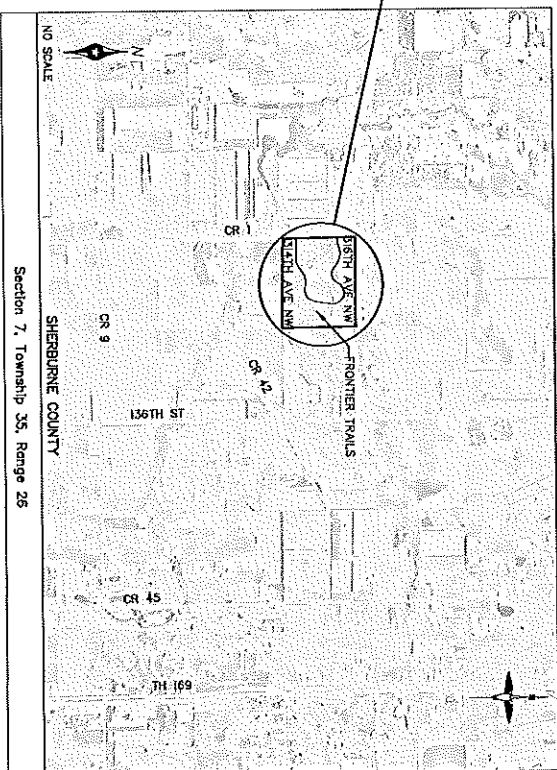 316TH AVE NW
FRONTIER TRAILS
314TH AVE NW
CR 1
CR 42
CR 9
136TH ST
CR 45
TH 169
NO SCALE
SHERBURNE COUNTY
Section 7, Township 35, Range 26